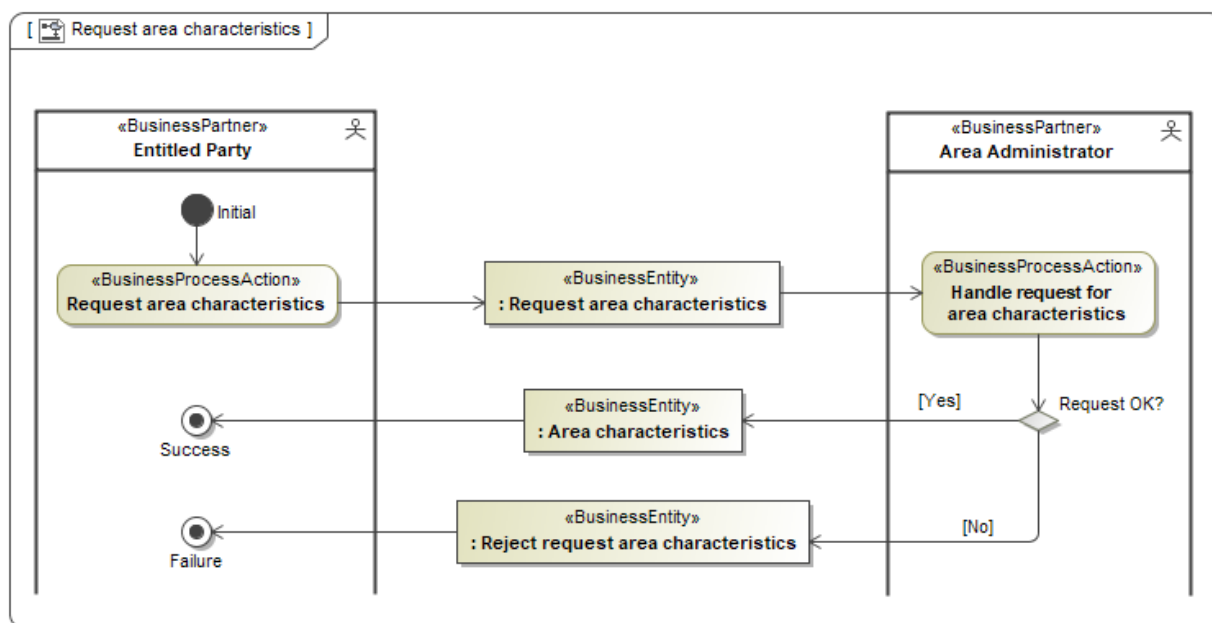 [ Request area characteristics ]
«BusinessPartner»
Entitled Party
«BusinessPartner»
Area Administrator
Initial
«BusinessProcessAction»
Request area characteristics
«BusinessEntity»
: Request area characteristics
«BusinessProcessAction»
Handle request for
area characteristics
«BusinessEntity»
: Area characteristics
[Yes]
Request OK?
Success
«BusinessEntity»
: Reject request area characteristics
[No]
Failure